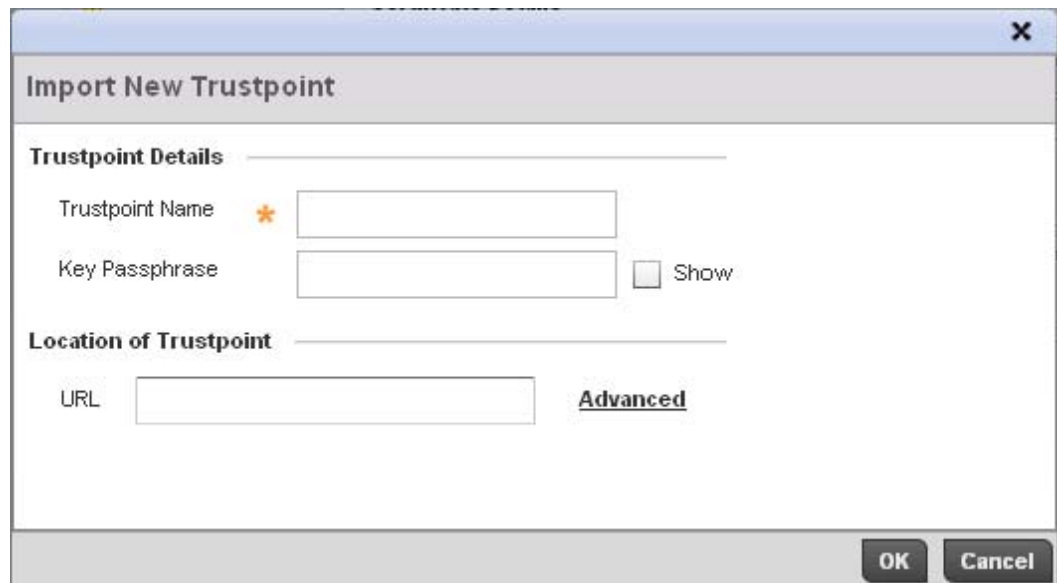 Import New Trustpoint
Trustpoint Details
Trustpoint Name *
Key Passphrase Show
Location of Trustpoint
URL Advanced
OK Cancel